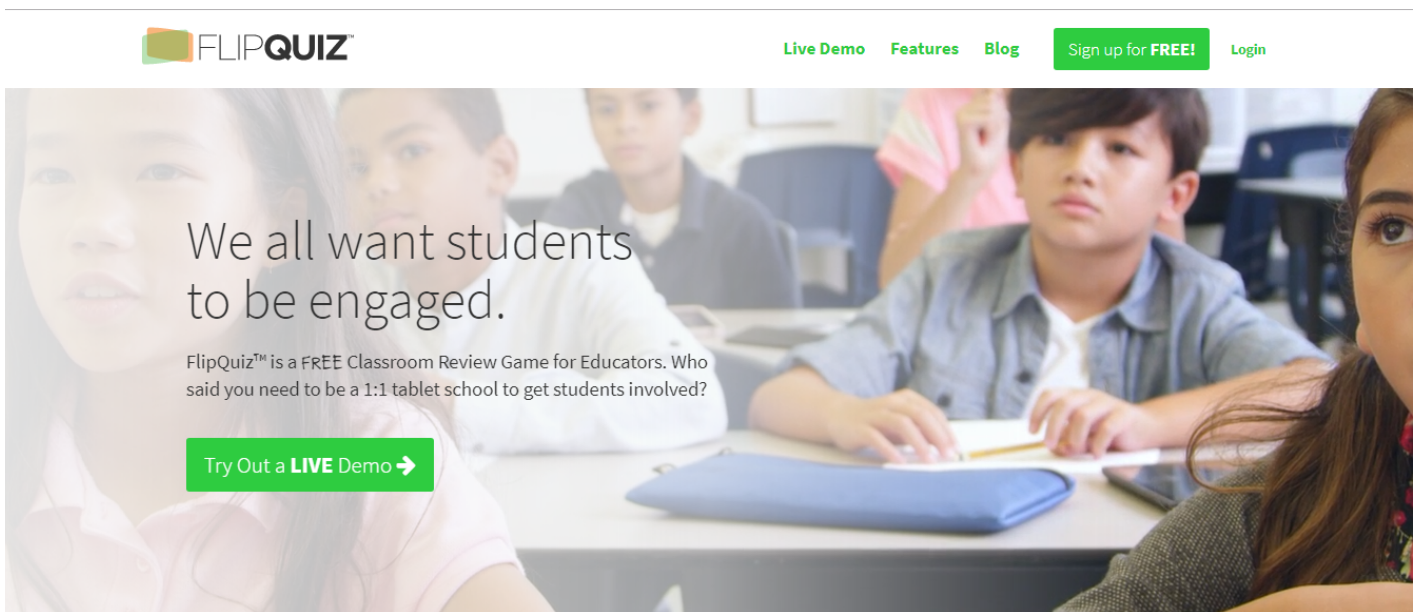 FLIPQUIZ™
Live Demo Features Blog Sign up for FREE! Login
We all want students
to be engaged.
FlipQuiz™ is a FREE Classroom Review Game for Educators. Who
said you need to be a 1:1 tablet school to get students involved?
Try Out a LIVE Demo →